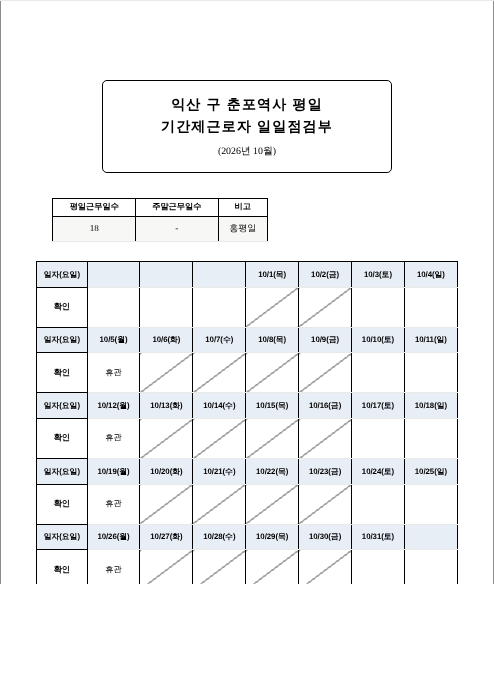 익산 구 춘포역사 평일
기간제근로자 일일점검부
(2026년 10월)
평일근무일수 주말근무일수 비고
18 - 홍평일
일자(요일) 10/1(목) 10/2(금) 10/3(토) 10/4(일)
확인
일자(요일) 10/5(월) 10/6(화) 10/7(수) 10/8(목) 10/9(금) 10/10(토) 10/11(일)
확인 휴관
일자(요일) 10/12(월) 10/13(화) 10/14(수) 10/15(목) 10/16(금) 10/17(토) 10/18(일)
확인 휴관
일자(요일) 10/19(월) 10/20(화) 10/21(수) 10/22(목) 10/23(금) 10/24(토) 10/25(일)
확인 휴관
일자(요일) 10/26(월) 10/27(화) 10/28(수) 10/29(목) 10/30(금) 10/31(토)
확인 휴관